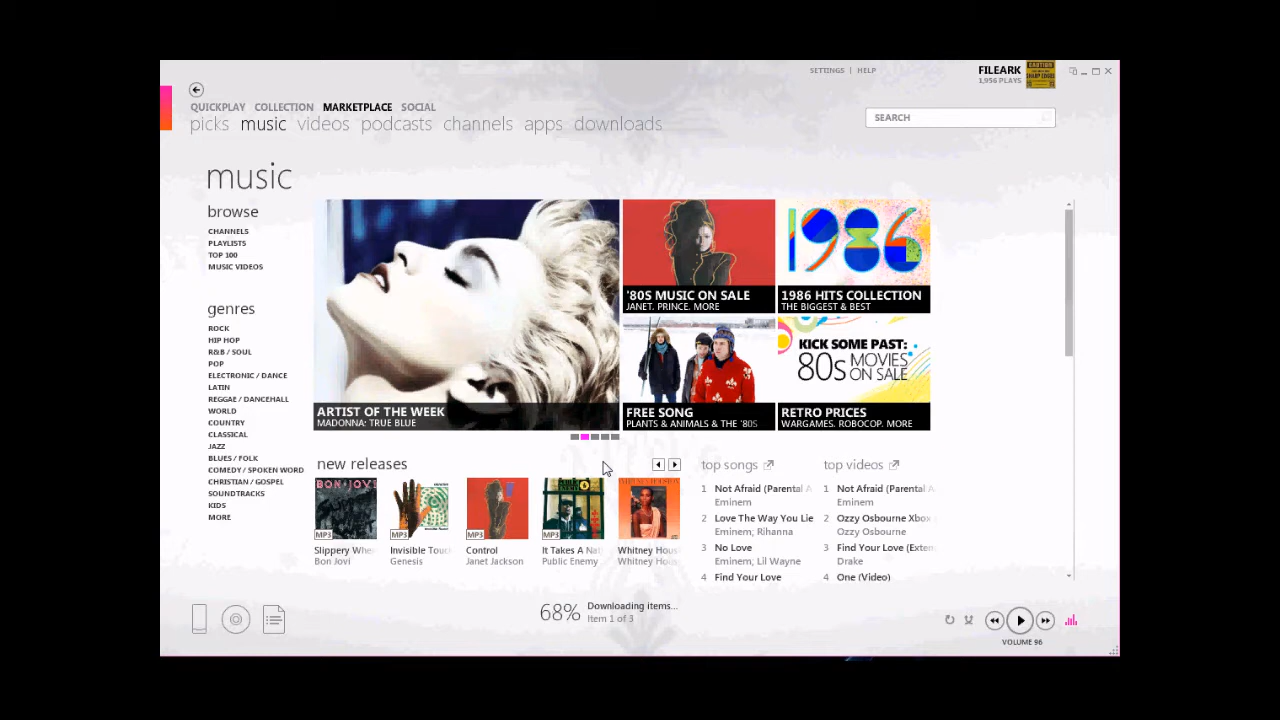 SETTINGS | HELP
FILEARK
1,956 PLAYS
CAUTION
QUICKPLAY COLLECTION MARKETPLACE SOCIAL
picks music videos podcasts channels apps downloads
SEARCH
music
browse
CHANNELS
PLAYLISTS
TOP 100
MUSIC VIDEOS
genres
ROCK
HIP HOP
R&B / SOUL
POP
ELECTRONIC / DANCE
LATIN
REGGAE / DANCEHALL
WORLD
COUNTRY
CLASSICAL
JAZZ
BLUES / FOLK
COMEDY / SPOKEN WORD
CHRISTIAN / GOSPEL
SOUNDTRACKS
KIDS
MORE
ARTIST OF THE WEEK
MADONNA: TRUE BLUE
'80S MUSIC ON SALE
JANET. PRINCE. MORE
1986
1986 HITS COLLECTION
THE BIGGEST & BEST
FREE SONG
PLANTS & ANIMALS & THE '80S
KICK SOME PAST:
80s MOVIES
ON SALE
RETRO PRICES
WARGAMES. ROBOCOP. MORE
new releases
BON JOVI
MP3
Slippery Whe
Bon Jovi
MP3
Invisible Touc
Genesis
MP3
Control
Janet Jackson
MP3
It Takes A Nat
Public Enemy
Whitney Hous
Whitney Hous
top songs
1 Not Afraid (Parental A
Eminem
2 Love The Way You Lie
Eminem; Rihanna
3 No Love
Eminem; Lil Wayne
4 Find Your Love
top videos
1 Not Afraid (Parental A
Eminem
2 Ozzy Osbourne Xbox
Ozzy Osbourne
3 Find Your Love (Exten
Drake
4 One (Video)
68% Downloading items...
Item 1 of 3
VOLUME 96